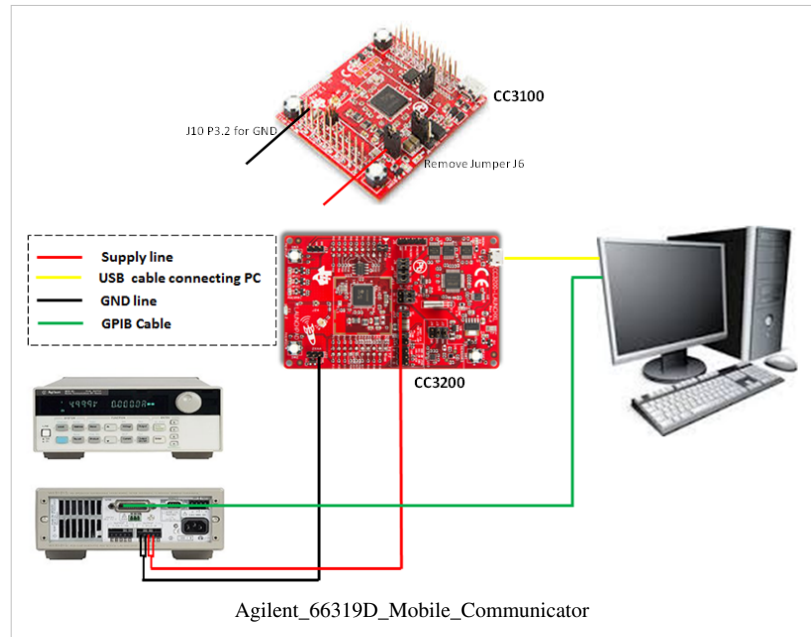 CC3100
J10 P3.2 for GND
Remove Jumper J6
Supply line
USB cable connecting PC
GND line
GPIB Cable
CC3200
Agilent_66319D_Mobile_Communicator